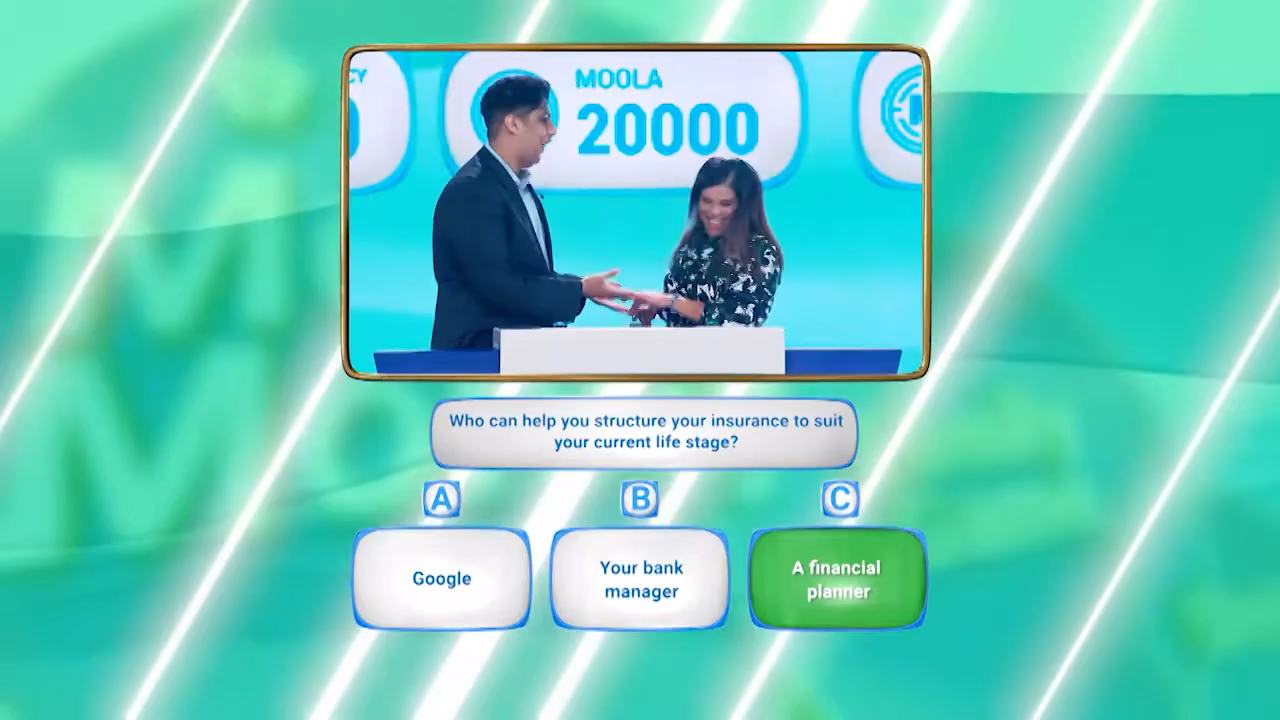 MOOLA
20000
Who can help you structure your insurance to suit
your current life stage?
A
B
C
Google
Your bank
manager
A financial
planner